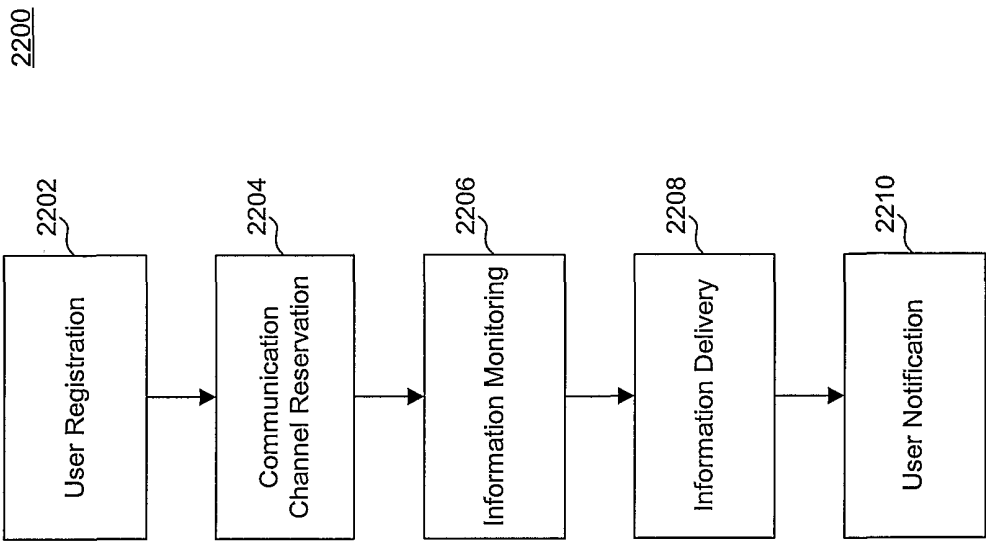 2200
2202
User Registration
2204
Communication
Channel Reservation
2206
Information Monitoring
2208
Information Delivery
2210
User Notification